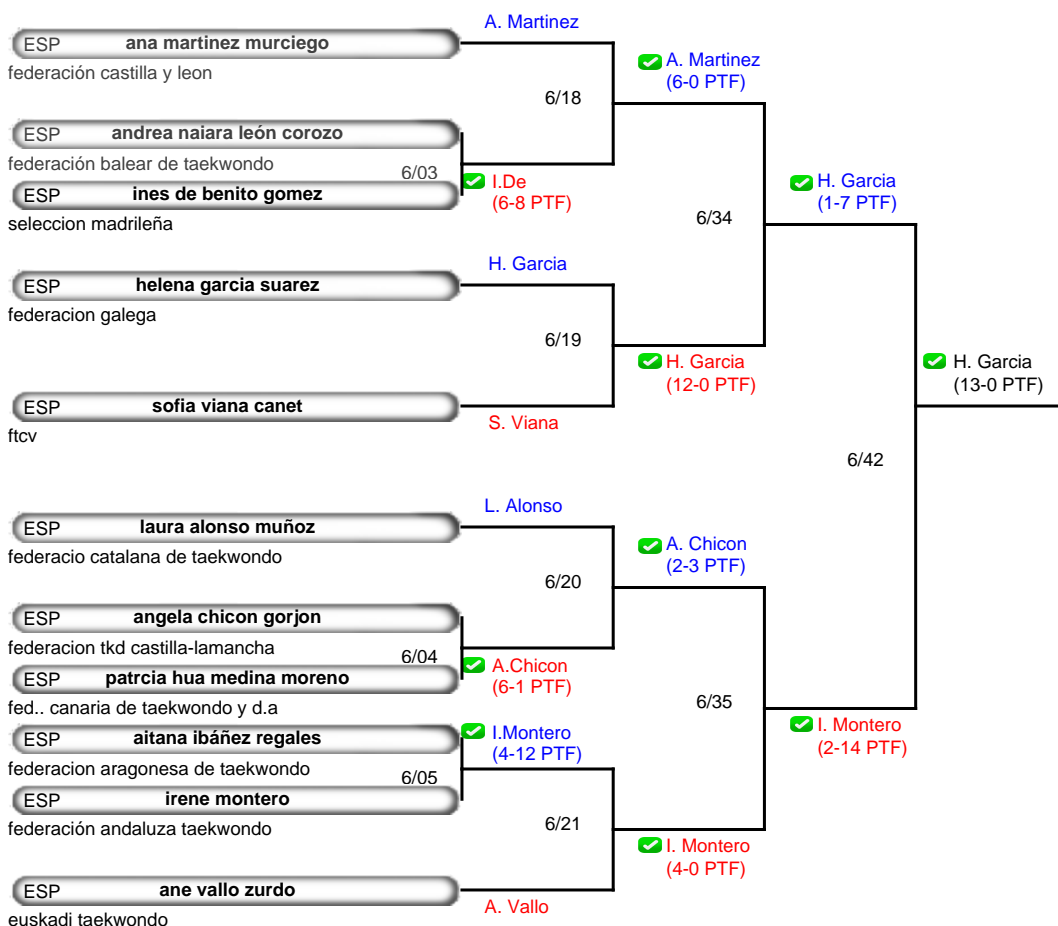 A. Martinez
ESP ana martinez murciego
federación castilla y leon
A. Martinez
(6-0 PTF)
6/18
ESP andrea naiara león corozo
federación balear de taekwondo
6/03
I.De
(6-8 PTF)
ESP ines de benito gomez
seleccion madrileña
H. Garcia
(1-7 PTF)
6/34
H. Garcia
ESP helena garcia suarez
federacion galega
6/19
H. Garcia
(12-0 PTF)
H. Garcia
(13-0 PTF)
ESP sofia viana canet
ftcv
S. Viana
6/42
L. Alonso
ESP laura alonso muñoz
federacio catalana de taekwondo
A. Chicon
(2-3 PTF)
6/20
ESP angela chicon gorjon
federacion tkd castilla-lamancha
6/04
A.Chicon
(6-1 PTF)
ESP patrcia hua medina moreno
fed.. canaria de taekwondo y d.a
6/35
I. Montero
(2-14 PTF)
ESP aitana ibáñez regales
federacion aragonesa de taekwondo
I.Montero
(4-12 PTF)
6/05
ESP irene montero
federación andaluza taekwondo
6/21
I. Montero
(4-0 PTF)
ESP ane vallo zurdo
euskadi taekwondo
A. Vallo